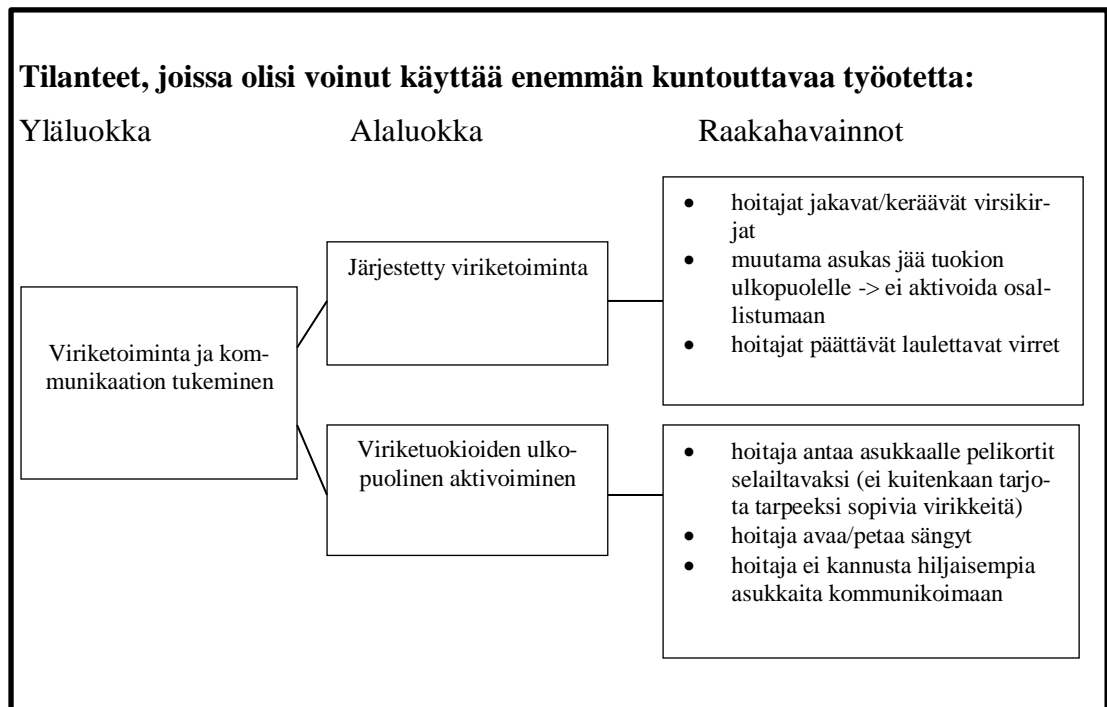 Tilanteet, joissa olisi voinut käyttää enemmän kuntouttavaa työotetta:
Yläluokka
Alaluokka
Raakahavainnot
Viriketoiminta ja kom-
munikaation tukeminen
Järjestetty viriketoiminta
• hoitajat jakavat/keräävät virsikir-
jat
• muutama asukas jää tuokion
ulkopuolelle -> ei aktivoida osal-
listumaan
• hoitajat päättävät laulettavat virret
Viriketuokioiden ulko-
puolinen aktivoiminen
• hoitaja antaa asukkaalle pelikortit
selailtavaksi (ei kuitenkaan tarjo-
ta tarpeeksi sopivia virikkeitä)
• hoitaja avaa/petaa sängyt
• hoitaja ei kannusta hiljaisempia
asukkaita kommunikoimaan